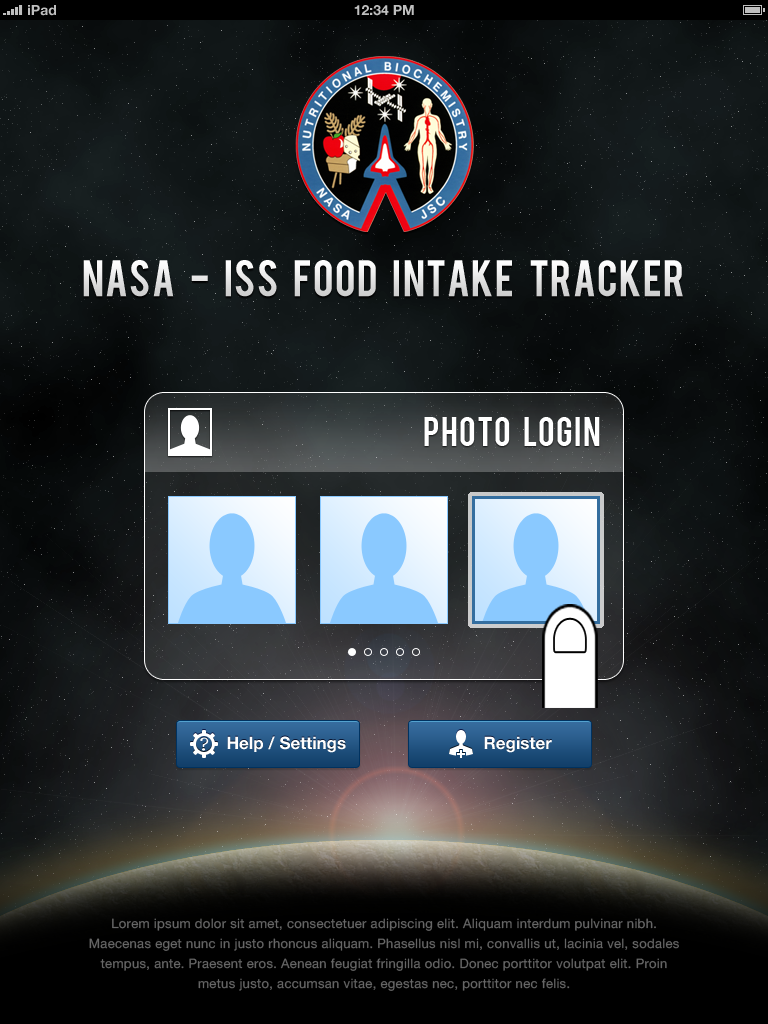 iPad 12:34 PM
NUTRITIONAL BIOCHEMISTRY
NASA JSC
NASA - ISS FOOD INTAKE TRACKER
PHOTO LOGIN
? Help / Settings
Register
Lorem ipsum dolor sit amet, consectetuer adipiscing elit. Aliquam interdum pulvinar nibh.
Maecenas eget nunc in justo rhoncus aliquam. Phasellus nisl mi, convallis ut, lacinia vel, sodales
tempus, ante. Praesent eros. Aenean feugiat fringilla odio. Donec porttitor volutpat elit. Proin
metus justo, accumsan vitae, egestas nec, porttitor nec felis.